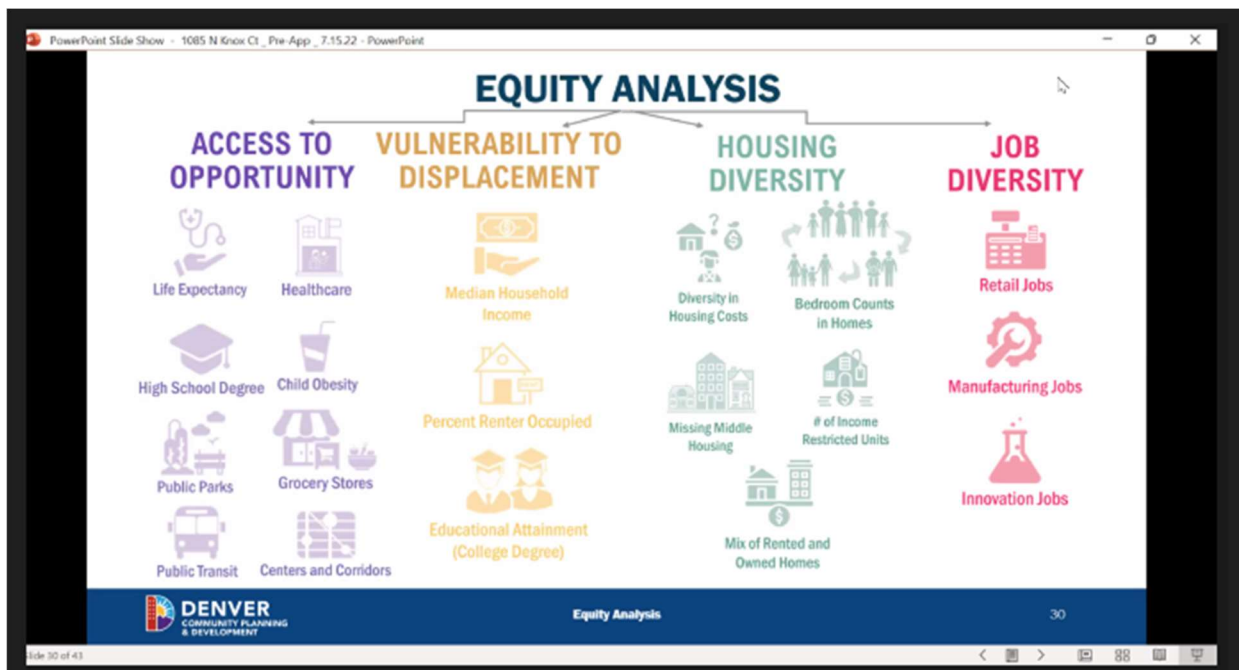 PowerPoint Slide Show - 1085 N Knox Ct _ Pre-App _ 7.15.22 - PowerPoint
EQUITY ANALYSIS
ACCESS TO
OPPORTUNITY
Life Expectancy
Healthcare
High School Degree
Child Obesity
Public Parks
Grocery Stores
Public Transit
Centers and Corridors
VULNERABILITY TO
DISPLACEMENT
Median Household
Income
Percent Renter Occupied
Educational Attainment
(College Degree)
HOUSING
DIVERSITY
Diversity in
Housing Costs
Bedroom Counts
in Homes
Missing Middle
Housing
# of Income
Restricted Units
Mix of Rented and
Owned Homes
JOB
DIVERSITY
Retail Jobs
Manufacturing Jobs
Innovation Jobs
DENVER
COMMUNITY PLANNING
& DEVELOPMENT
Equity Analysis
30
Slide 30 of 43